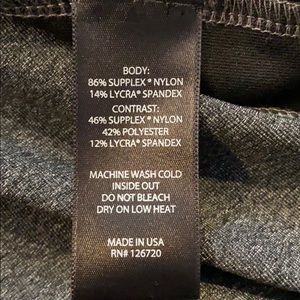 BODY:
86% SUPPLEX® NYLON
14% LYCRA® SPANDEX
CONTRAST:
46% SUPPLEX® NYLON
42% POLYESTER
12% LYCRA® SPANDEX
MACHINE WASH COLD
INSIDE OUT
DO NOT BLEACH
DRY ON LOW HEAT
MADE IN USA
RN# 126720